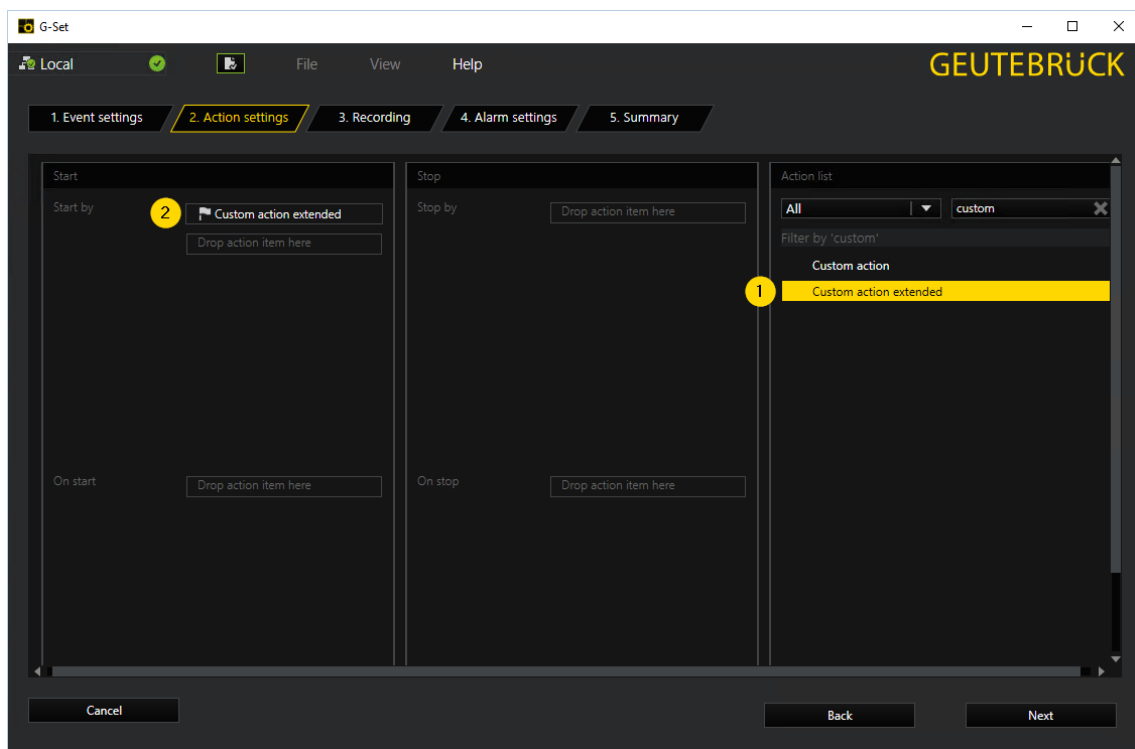 G-Set
Local File View Help GEUTEBRÜCK
1. Event settings 2. Action settings 3. Recording 4. Alarm settings 5. Summary
Start
Start by
2 Custom action extended
Drop action item here
On start Drop action item here
Stop
Stop by Drop action item here
On stop Drop action item here
Action list
All custom
Filter by 'custom'
Custom action
1 Custom action extended
Cancel Back Next